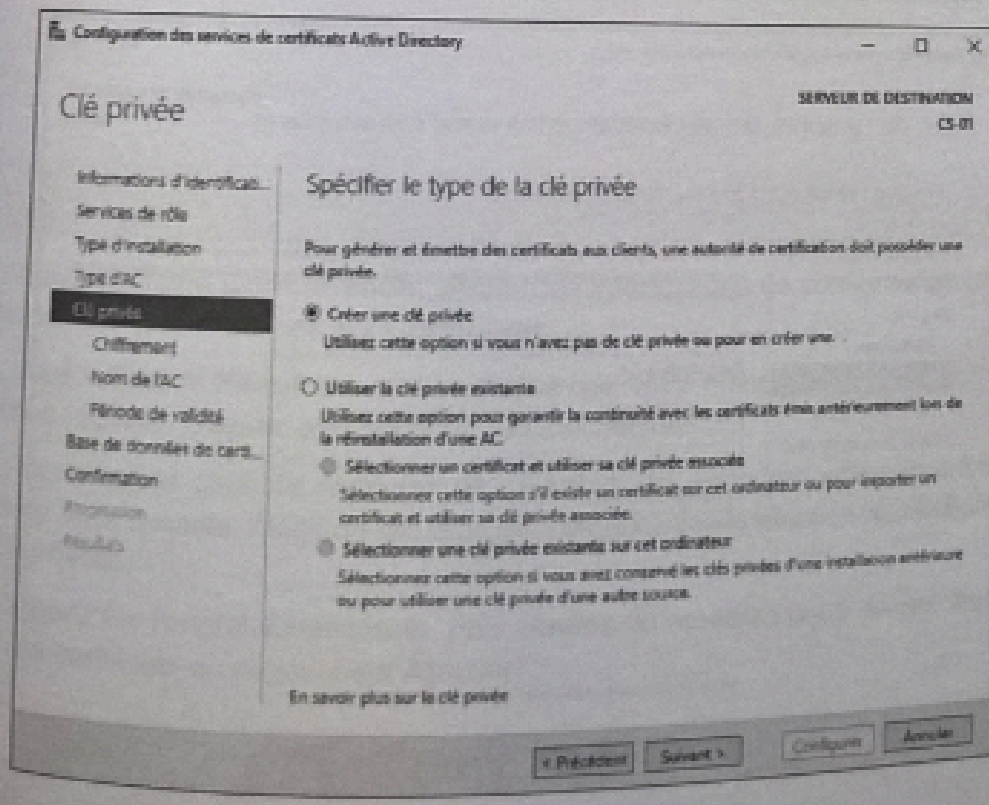 Configuration des services de certificats Active Directory
Clé privée
SERVEUR DE DESTINATION
CS-01
Informations d'identificati...
Services de rôle
Type d'installation
Type d'AC
Clé privée
Chiffrement
Nom de l'AC
Période de validité
Base de données de certi...
Confirmation
Progression
Résultats
Spécifier le type de la clé privée
Pour générer et émettre des certificats aux clients, une autorité de certification doit posséder une
clé privée.
Créer une clé privée
Utilisez cette option si vous n'avez pas de clé privée ou pour en créer une.
Utiliser la clé privée existante
Utilisez cette option pour garantir la continuité avec les certificats émis antérieurement lors de
la réinstallation d'une AC.
Sélectionner un certificat et utiliser sa clé privée associée
Sélectionnez cette option s'il existe un certificat sur cet ordinateur ou pour importer un
certificat et utiliser sa clé privée associée.
Sélectionner une clé privée existante sur cet ordinateur
Sélectionnez cette option si vous avez conservé les clés privées d'une installation antérieure
ou pour utiliser une clé privée d'une autre source.
En savoir plus sur la clé privée
< Précédent
Suivant >
Configurer
Annuler